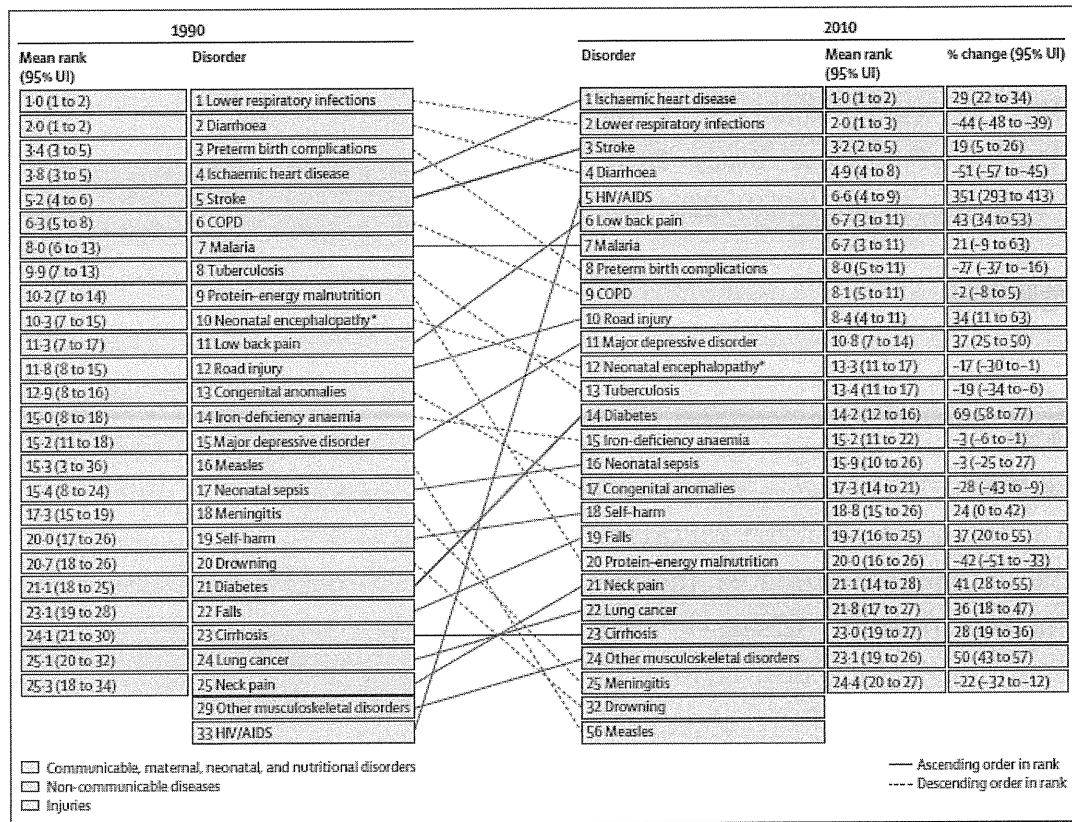 1990
2010
Mean rank (95% UI) Disorder
Disorder Mean rank (95% UI) % change (95% UI)
1·0 (1 to 2) 1 Lower respiratory infections
2·0 (1 to 2) 2 Diarrhoea
3·4 (3 to 5) 3 Preterm birth complications
3·8 (3 to 5) 4 Ischaemic heart disease
5·2 (4 to 6) 5 Stroke
6·3 (5 to 8) 6 COPD
8·0 (6 to 13) 7 Malaria
9·9 (7 to 13) 8 Tuberculosis
10·2 (7 to 14) 9 Protein–energy malnutrition
10·3 (7 to 15) 10 Neonatal encephalopathy*
11·3 (7 to 17) 11 Low back pain
11·8 (8 to 15) 12 Road injury
12·9 (8 to 16) 13 Congenital anomalies
15·0 (8 to 18) 14 Iron-deficiency anaemia
15·2 (11 to 18) 15 Major depressive disorder
15·3 (3 to 36) 16 Measles
15·4 (8 to 24) 17 Neonatal sepsis
17·3 (15 to 19) 18 Meningitis
20·0 (17 to 26) 19 Self-harm
20·7 (18 to 26) 20 Drowning
21·1 (18 to 25) 21 Diabetes
23·1 (19 to 28) 22 Falls
24·1 (21 to 30) 23 Cirrhosis
25·1 (20 to 32) 24 Lung cancer
25·3 (18 to 34) 25 Neck pain
29 Other musculoskeletal disorders
33 HIV/AIDS
1 Ischaemic heart disease 1·0 (1 to 2) 29 (22 to 34)
2 Lower respiratory infections 2·0 (1 to 3) –44 (–48 to –39)
3 Stroke 3·2 (2 to 5) 19 (5 to 26)
4 Diarrhoea 4·9 (4 to 8) –51 (–57 to –45)
5 HIV/AIDS 6·6 (4 to 9) 351 (293 to 413)
6 Low back pain 6·7 (3 to 11) 43 (34 to 53)
7 Malaria 6·7 (3 to 11) 21 (–9 to 63)
8 Preterm birth complications 8·0 (5 to 11) –27 (–37 to –16)
9 COPD 8·1 (5 to 11) –2 (–8 to 5)
10 Road injury 8·4 (4 to 11) 34 (11 to 63)
11 Major depressive disorder 10·8 (7 to 14) 37 (25 to 50)
12 Neonatal encephalopathy* 13·3 (11 to 17) –17 (–30 to –1)
13 Tuberculosis 13·4 (11 to 17) –19 (–34 to –6)
14 Diabetes 14·2 (12 to 16) 69 (58 to 77)
15 Iron-deficiency anaemia 15·2 (11 to 22) –3 (–6 to –1)
16 Neonatal sepsis 15·9 (10 to 26) –3 (–25 to 27)
17 Congenital anomalies 17·3 (14 to 21) –28 (–43 to –9)
18 Self-harm 18·8 (15 to 26) 24 (0 to 42)
19 Falls 19·7 (16 to 25) 37 (20 to 55)
20 Protein–energy malnutrition 20·0 (16 to 26) –42 (–51 to –33)
21 Neck pain 21·1 (14 to 28) 41 (28 to 55)
22 Lung cancer 21·8 (17 to 27) 36 (18 to 47)
23 Cirrhosis 23·0 (19 to 27) 28 (19 to 36)
24 Other musculoskeletal disorders 23·1 (19 to 26) 50 (43 to 57)
25 Meningitis 24·4 (20 to 27) –22 (–32 to –12)
32 Drowning
56 Measles
Communicable, maternal, neonatal, and nutritional disorders
Non-communicable diseases
Injuries
Ascending order in rank
Descending order in rank